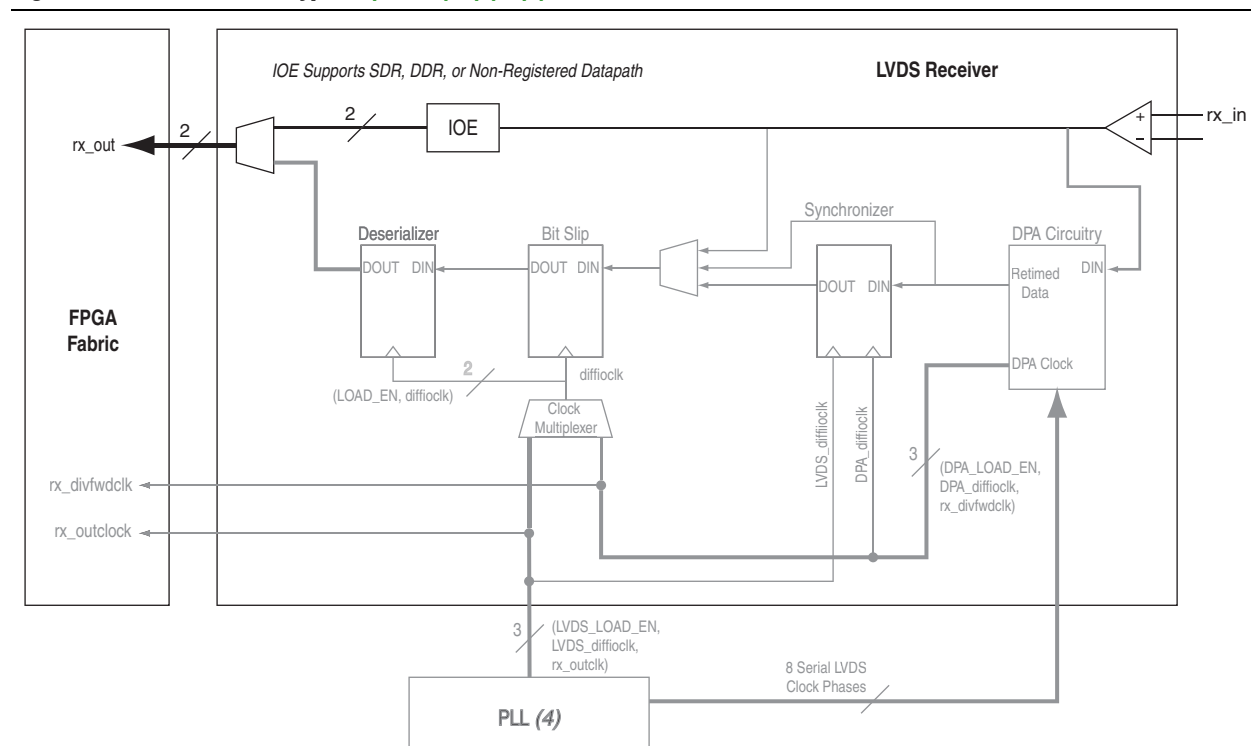 IOE Supports SDR, DDR, or Non-Registered Datapath
LVDS Receiver
rx_in
+
–
2
2
IOE
rx_out
Synchronizer
Deserializer
Bit Slip
DPA Circuitry
DOUT DIN
DOUT DIN
DOUT DIN
Retimed
Data
DIN
DPA Clock
FPGA
Fabric
2
(LOAD_EN, diffioclk)
diffioclk
Clock
Multiplexer
LVDS_diffiioclk
DPA_diffioclk
3
(DPA_LOAD_EN,
DPA_diffioclk,
rx_divfwdclk)
rx_divfwdclk
rx_outclock
3
(LVDS_LOAD_EN,
LVDS_diffioclk,
rx_outclk)
8 Serial LVDS
Clock Phases
PLL (4)